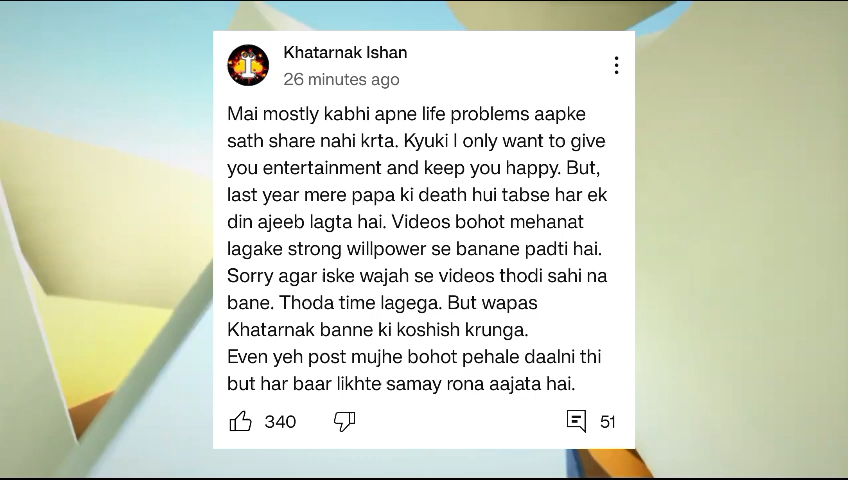 Khatarnak Ishan
26 minutes ago
Mai mostly kabhi apne life problems aapke
sath share nahi krta. Kyuki I only want to give
you entertainment and keep you happy. But,
last year mere papa ki death hui tabse har ek
din ajeeb lagta hai. Videos bohot mehanat
lagake strong willpower se banane padti hai.
Sorry agar iske wajah se videos thodi sahi na
bane. Thoda time lagega. But wapas
Khatarnak banne ki koshish krunga.
Even yeh post mujhe bohot pehale daalni thi
but har baar likhte samay rona aajata hai.
340 51